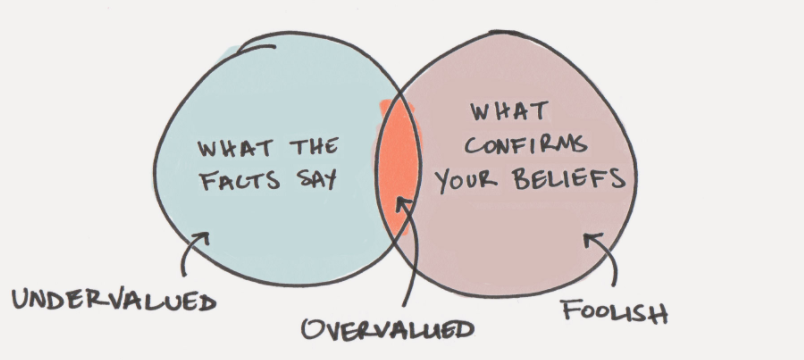 WHAT THE
FACTS SAY
WHAT
CONFIRMS
YOUR BELIEFS
UNDERVALUED
OVERVALUED
FOOLISH